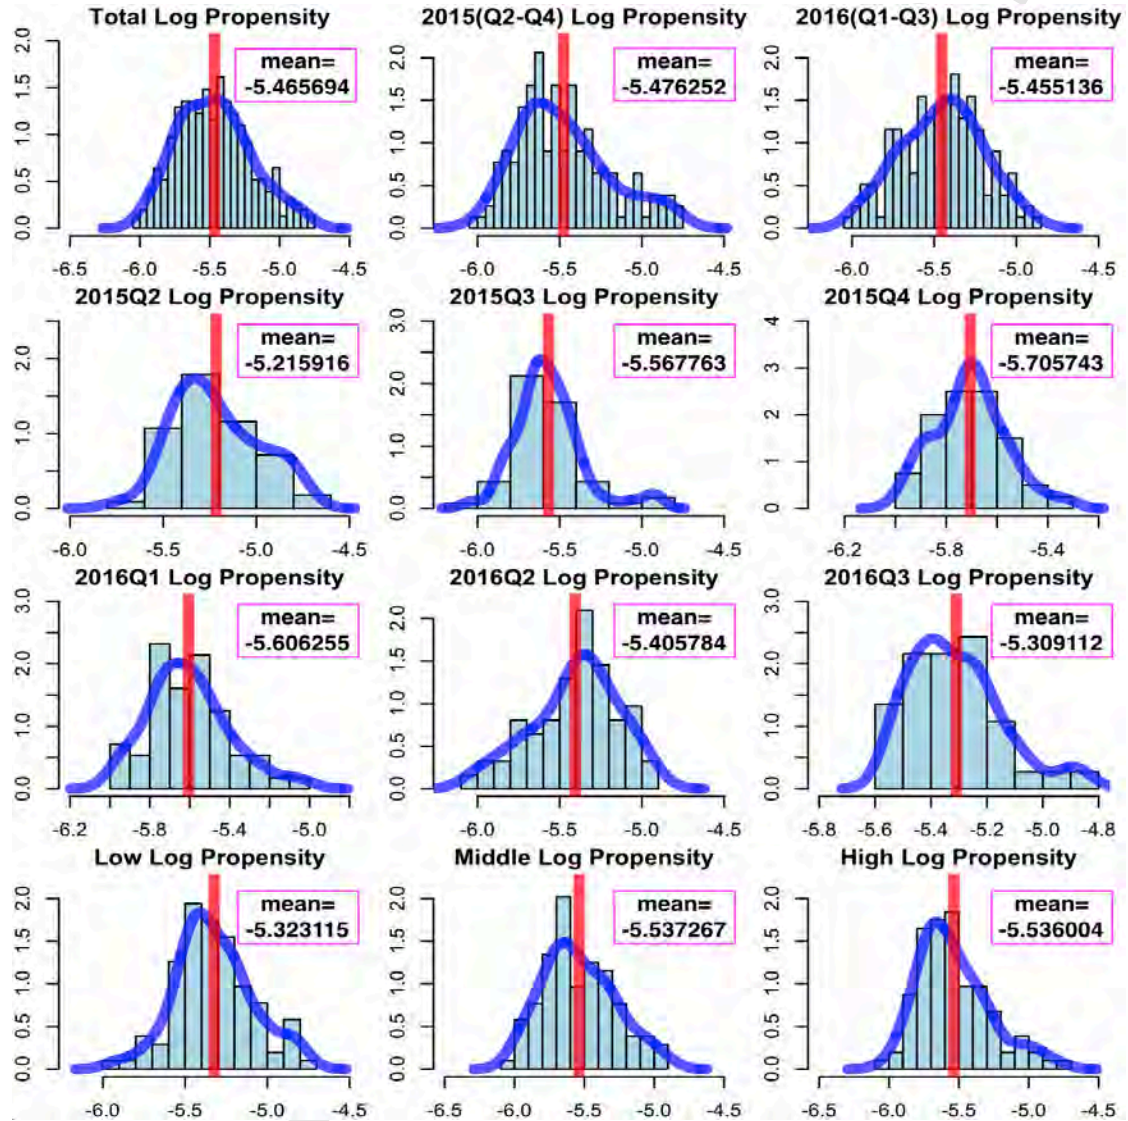 Total Log Propensity
mean=
-5.465694
0.0 0.5 1.0 1.5 2.0
-6.5 -6.0 -5.5 -5.0 -4.5
2015(Q2-Q4) Log Propensity
mean=
-5.476252
0.0 0.5 1.0 1.5 2.0
-6.0 -5.5 -5.0 -4.5
2016(Q1-Q3) Log Propensity
mean=
-5.455136
0.0 0.5 1.0 1.5 2.0
-6.0 -5.5 -5.0 -4.5
2015Q2 Log Propensity
mean=
-5.215916
0.0 1.0 2.0
-6.0 -5.5 -5.0 -4.5
2015Q3 Log Propensity
mean=
-5.567763
0.0 1.0 2.0 3.0
-6.0 -5.5 -5.0 -4.5
2015Q4 Log Propensity
mean=
-5.705743
0 1 2 3 4
-6.2 -5.8 -5.4
2016Q1 Log Propensity
mean=
-5.606255
0.0 1.0 2.0 3.0
-6.2 -5.8 -5.4 -5.0
2016Q2 Log Propensity
mean=
-5.405784
0.0 0.5 1.0 1.5 2.0
-6.0 -5.5 -5.0 -4.5
2016Q3 Log Propensity
mean=
-5.309112
0.0 1.0 2.0 3.0
-5.8 -5.6 -5.4 -5.2 -5.0 -4.8
Low Log Propensity
mean=
-5.323115
0.0 0.5 1.0 1.5 2.0
-6.0 -5.5 -5.0 -4.5
Middle Log Propensity
mean=
-5.537267
0.0 0.5 1.0 1.5 2.0
-6.5 -6.0 -5.5 -5.0 -4.5
High Log Propensity
mean=
-5.536004
0.0 0.5 1.0 1.5 2.0
-6.5 -6.0 -5.5 -5.0 -4.5